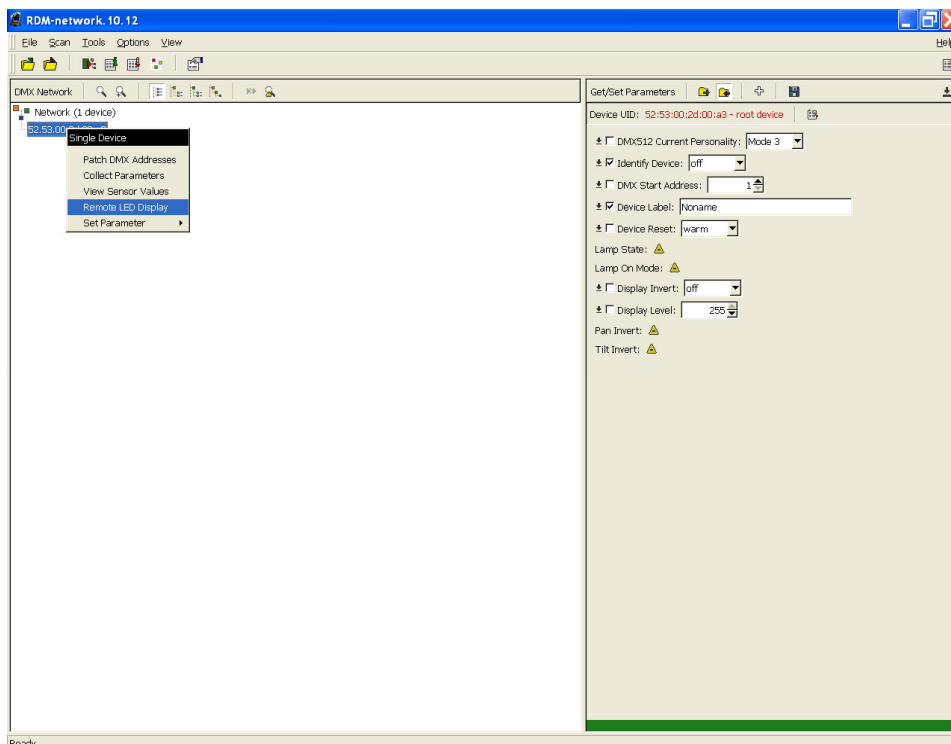 RDM-network.10.12
File Scan Tools Options View Help
DMX Network
Get/Set Parameters
Network (1 device)
Device UID: 52:53:00:2d:00:a3 - root device
Single Device
Patch DMX Addresses
Collect Parameters
View Sensor Values
Remote LED Display
Set Parameter
DMX512 Current Personality: Mode 3
Identify Device: off
DMX Start Address: 1
Device Label: Noname
Device Reset: warm
Lamp State:
Lamp On Mode:
Display Invert: off
Display Level: 255
Pan Invert:
Tilt Invert:
Ready